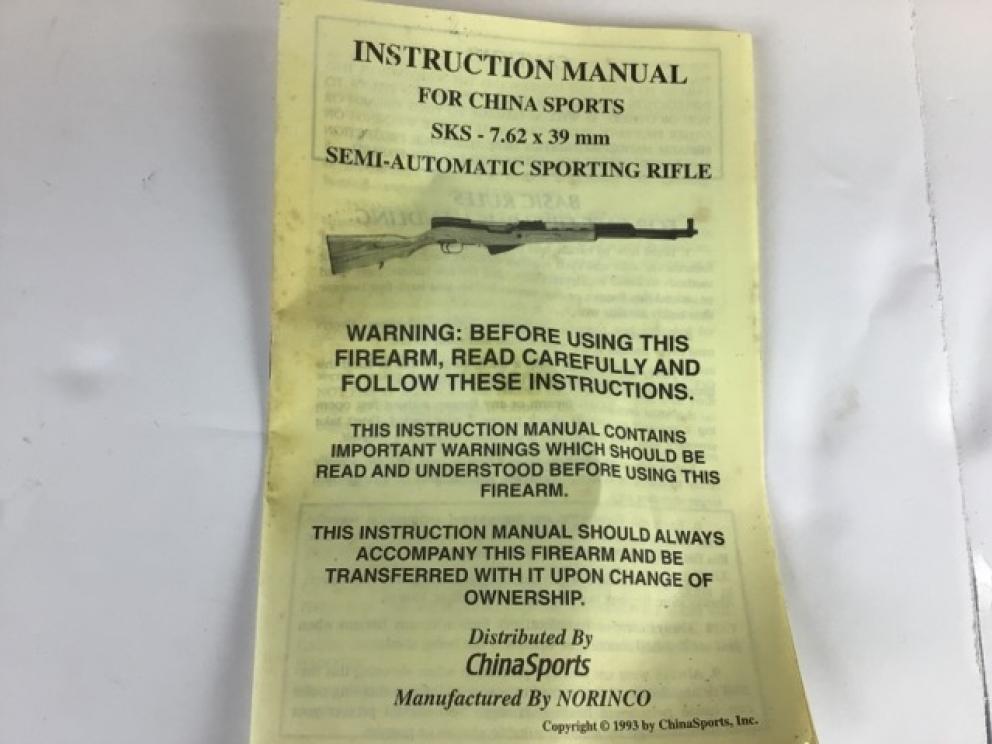 INSTRUCTION MANUAL
FOR CHINA SPORTS
SKS - 7.62 x 39 mm
SEMI-AUTOMATIC SPORTING RIFLE
BASIC RULES
WARNING: BEFORE USING THIS
FIREARM, READ CAREFULLY AND
FOLLOW THESE INSTRUCTIONS.
THIS INSTRUCTION MANUAL CONTAINS
IMPORTANT WARNINGS WHICH SHOULD BE
READ AND UNDERSTOOD BEFORE USING THIS
FIREARM.
THIS INSTRUCTION MANUAL SHOULD ALWAYS
ACCOMPANY THIS FIREARM AND BE
TRANSFERRED WITH IT UPON CHANGE OF
OWNERSHIP.
Distributed By
ChinaSports
Manufactured By NORINCO
Copyright © 1993 by ChinaSports, Inc.